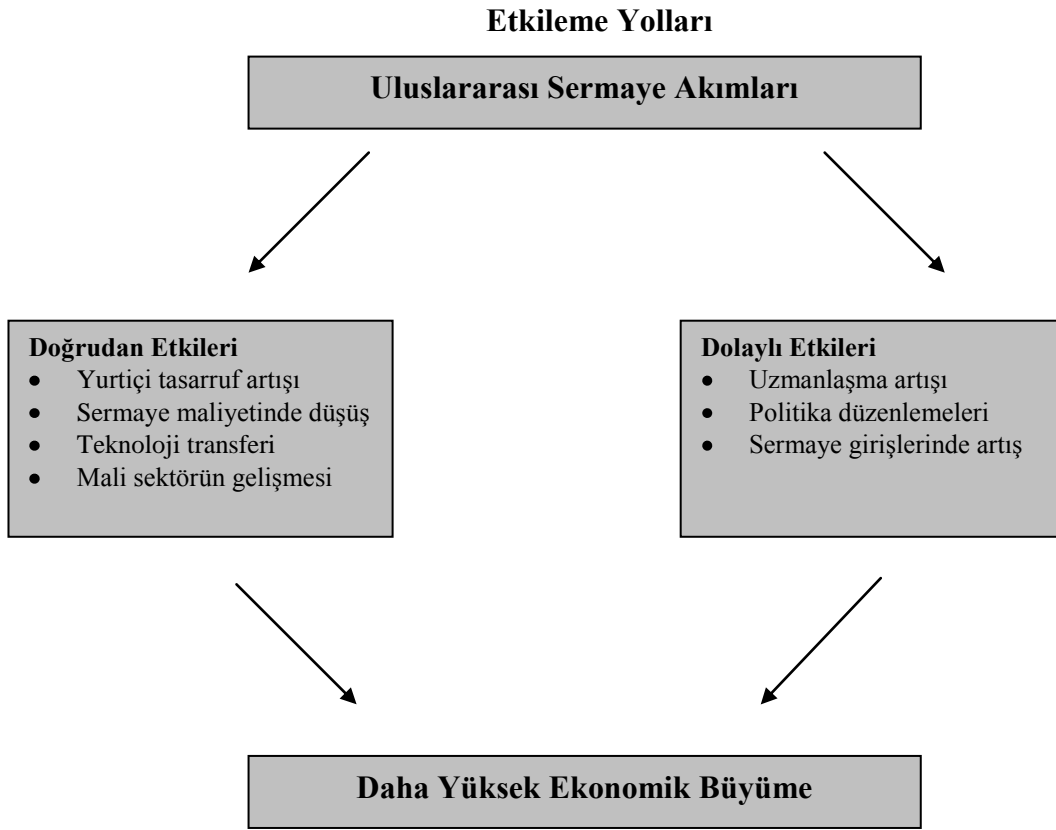 Etkileme Yolları
Uluslararası Sermaye Akımları
Doğrudan Etkileri
• Yurtiçi tasarruf artışı
• Sermaye maliyetinde düşüş
• Teknoloji transferi
• Mali sektörün gelişmesi
Dolaylı Etkileri
• Uzmanlaşma artışı
• Politika düzenlemeleri
• Sermaye girişlerinde artış
Daha Yüksek Ekonomik Büyüme